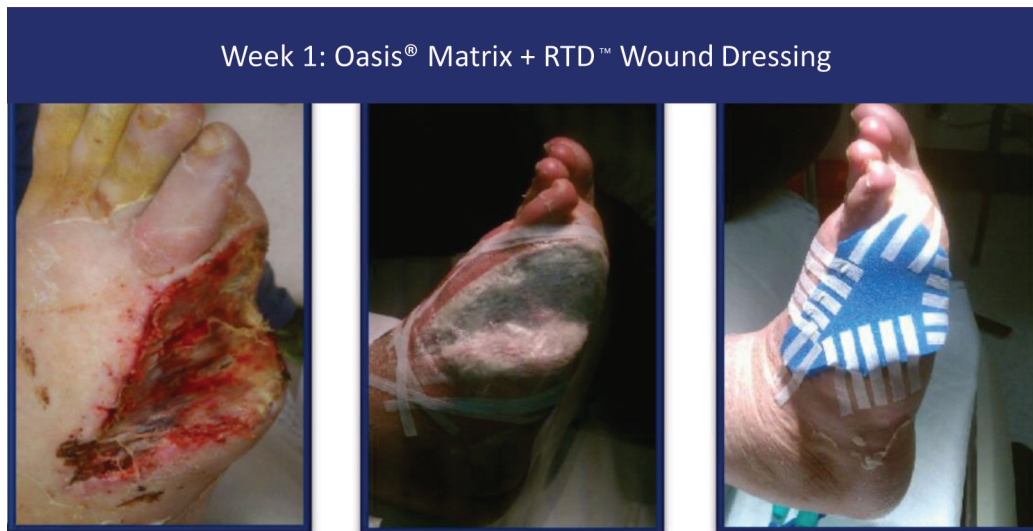 Week 1: Oasis® Matrix + RTD™ Wound Dressing